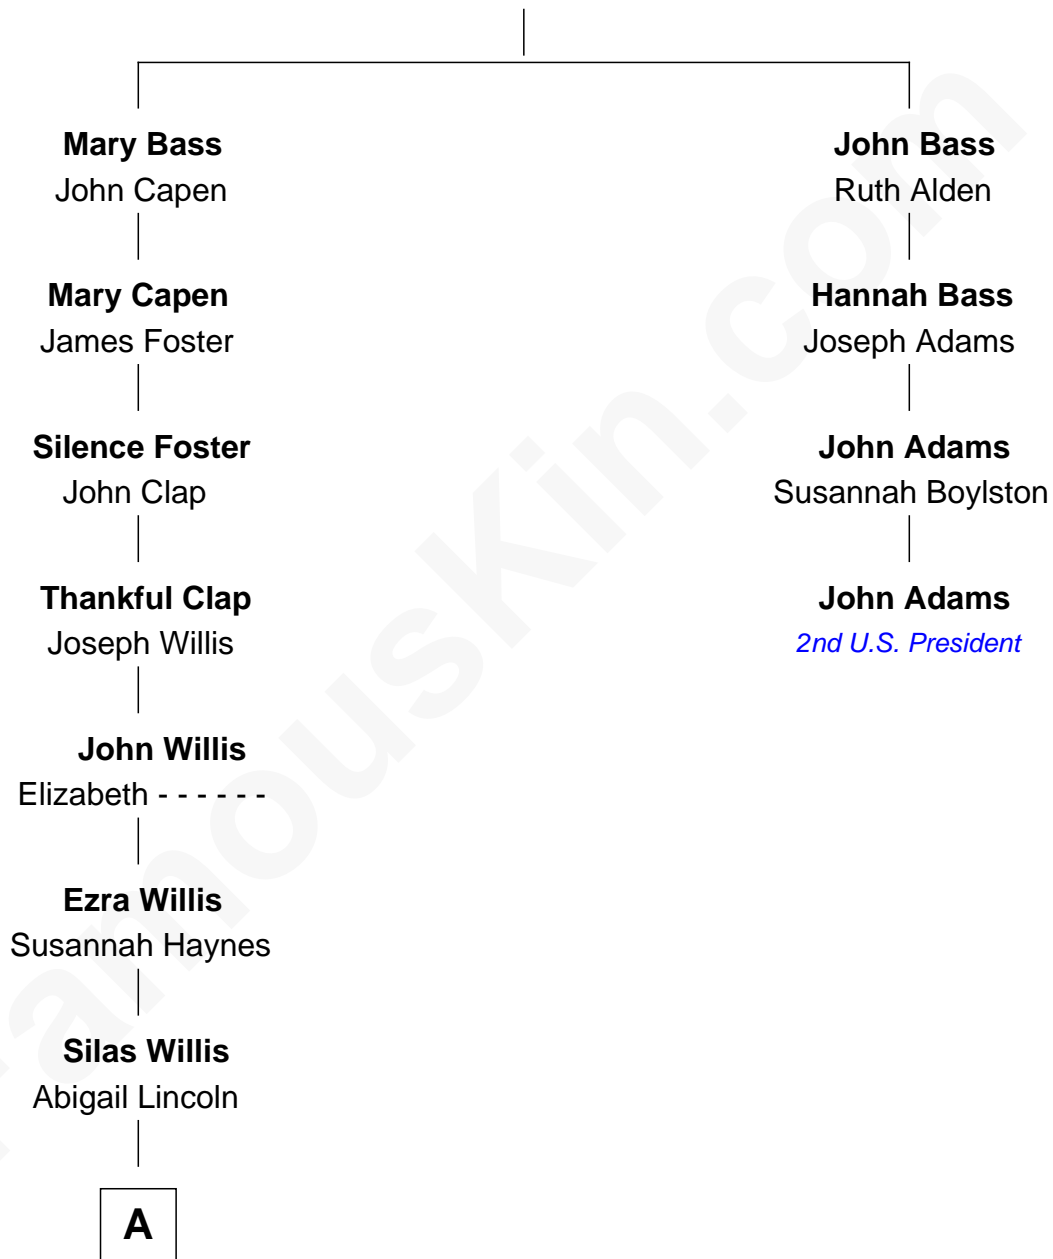 Mary Bass
John Capen
Mary Capen
James Foster
Silence Foster
John Clap
Thankful Clap
Joseph Willis
John Willis
Elizabeth - - - - - -
Ezra Willis
Susannah Haynes
Silas Willis
Abigail Lincoln
A
John Bass
Ruth Alden
Hannah Bass
Joseph Adams
John Adams
Susannah Boylston
John Adams
2nd U.S. President
FamousKin.com